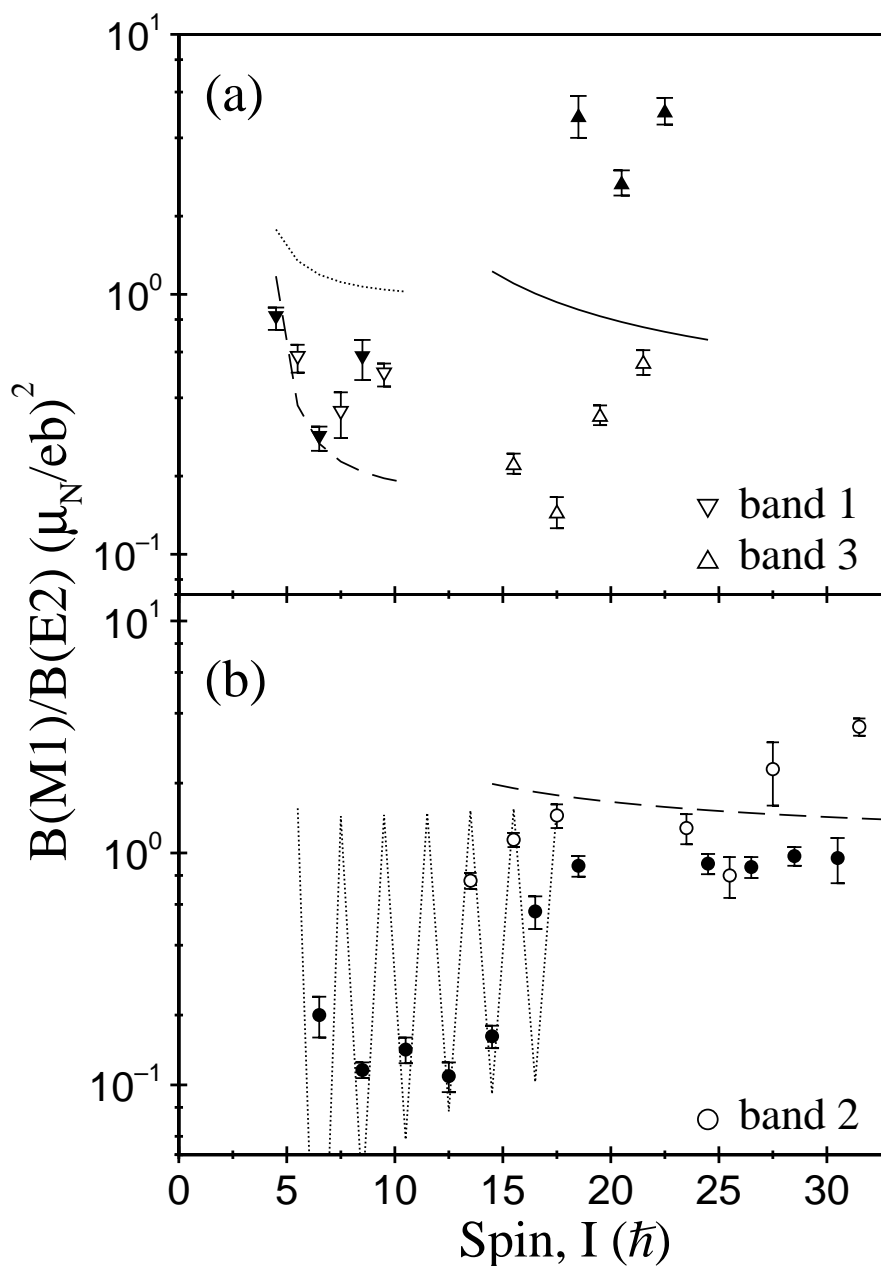 10^1
(a)
10^0
B(M1)/B(E2) (μ_N/eb)^2
▽ band 1
△ band 3
10^-1
10^1
(b)
10^0
10^-1
○ band 2
0 5 10 15 20 25 30
Spin, I (ℏ)